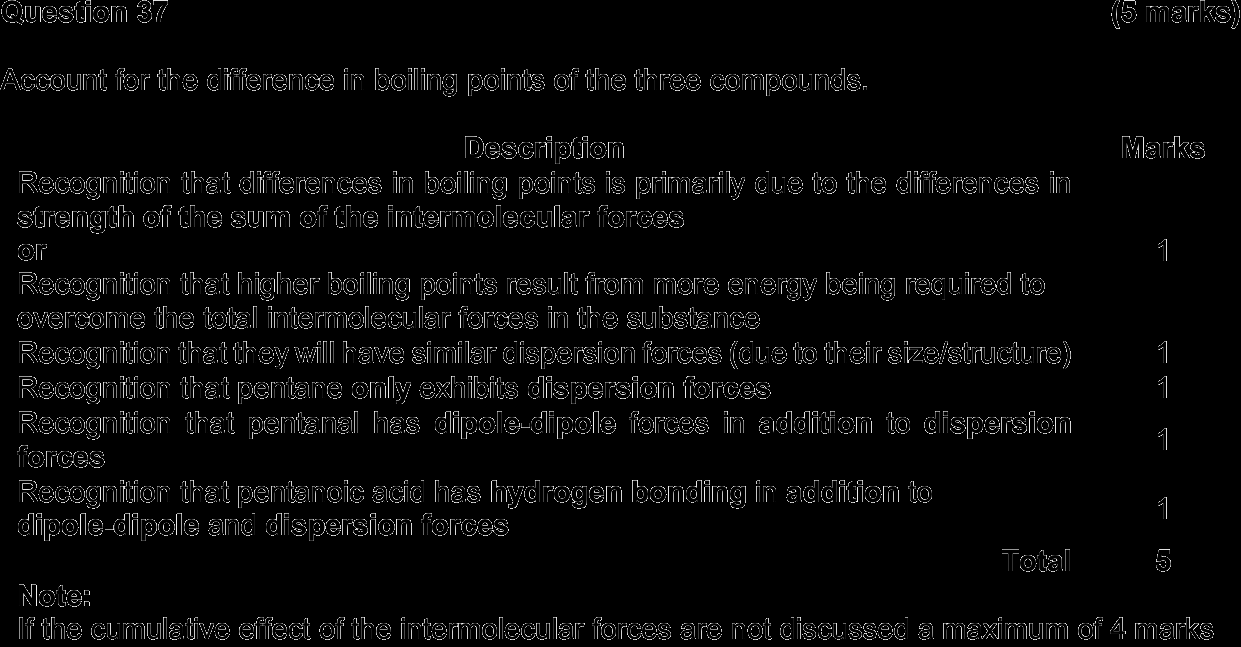 Question 37 (5 marks)
Account for the difference in boiling points of the three compounds.
Description Marks
Recognition that differences in boiling points is primarily due to the differences in
strength of the sum of the intermolecular forces
or 1
Recognition that higher boiling points result from more energy being required to
overcome the total intermolecular forces in the substance
Recognition that they will have similar dispersion forces (due to their size/structure) 1
Recognition that pentane only exhibits dispersion forces 1
Recognition that pentanal has dipole-dipole forces in addition to dispersion
forces 1
Recognition that pentanoic acid has hydrogen bonding in addition to
dipole-dipole and dispersion forces 1
Total 5
Note:
If the cumulative effect of the intermolecular forces are not discussed a maximum of 4 marks